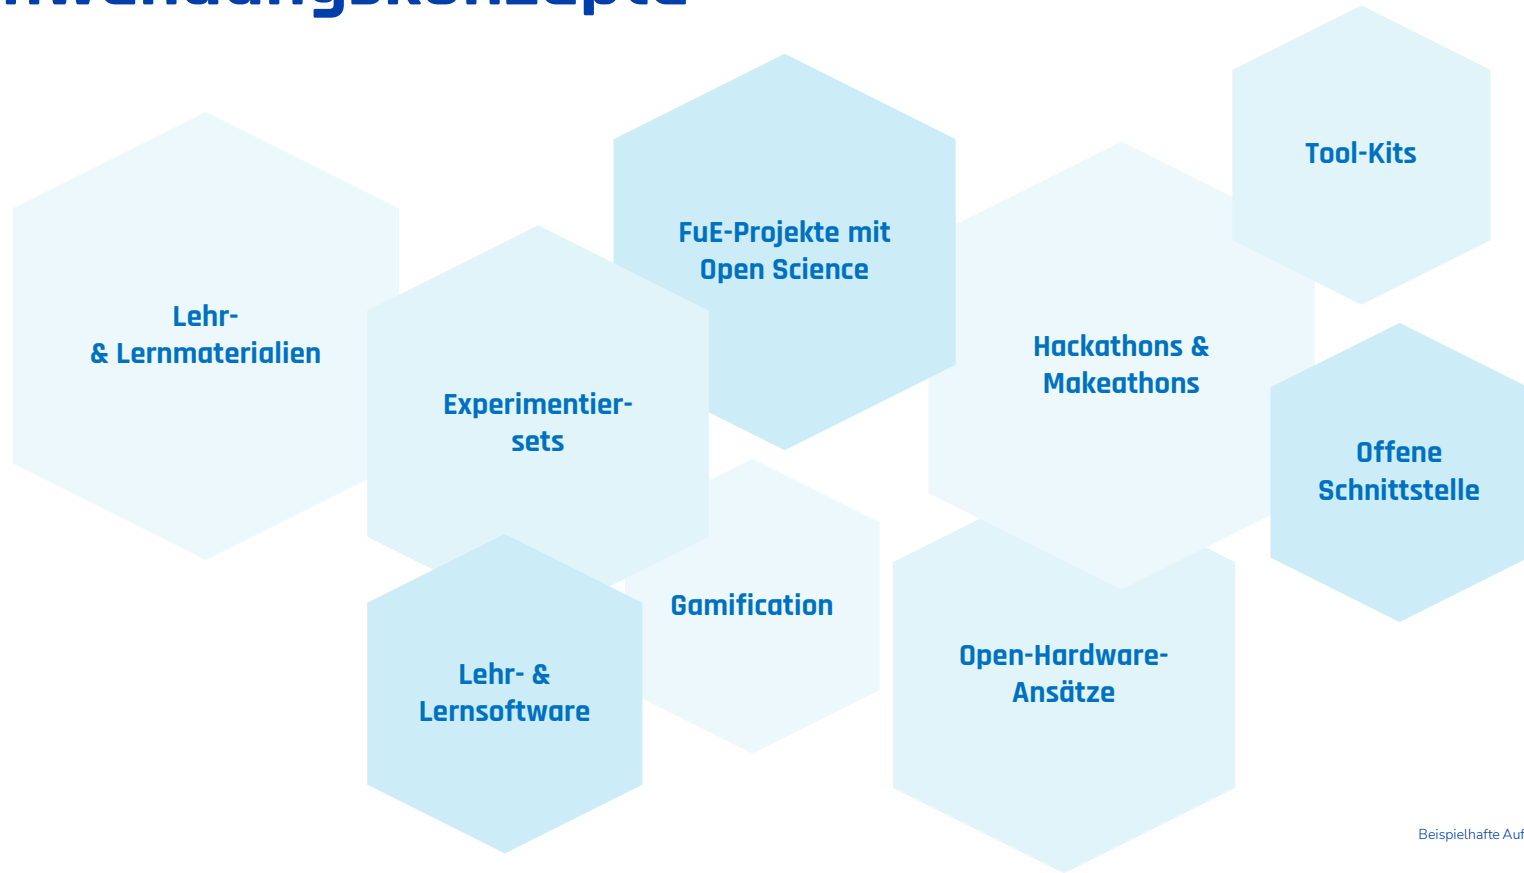 Tool-Kits
FuE-Projekte mit
Open Science
Lehr-
& Lernmaterialien
Hackathons &
Makeathons
Experimentier-
sets
Offene
Schnittstelle
Gamification
Open-Hardware-
Ansätze
Lehr- &
Lernsoftware
Beispielhafte